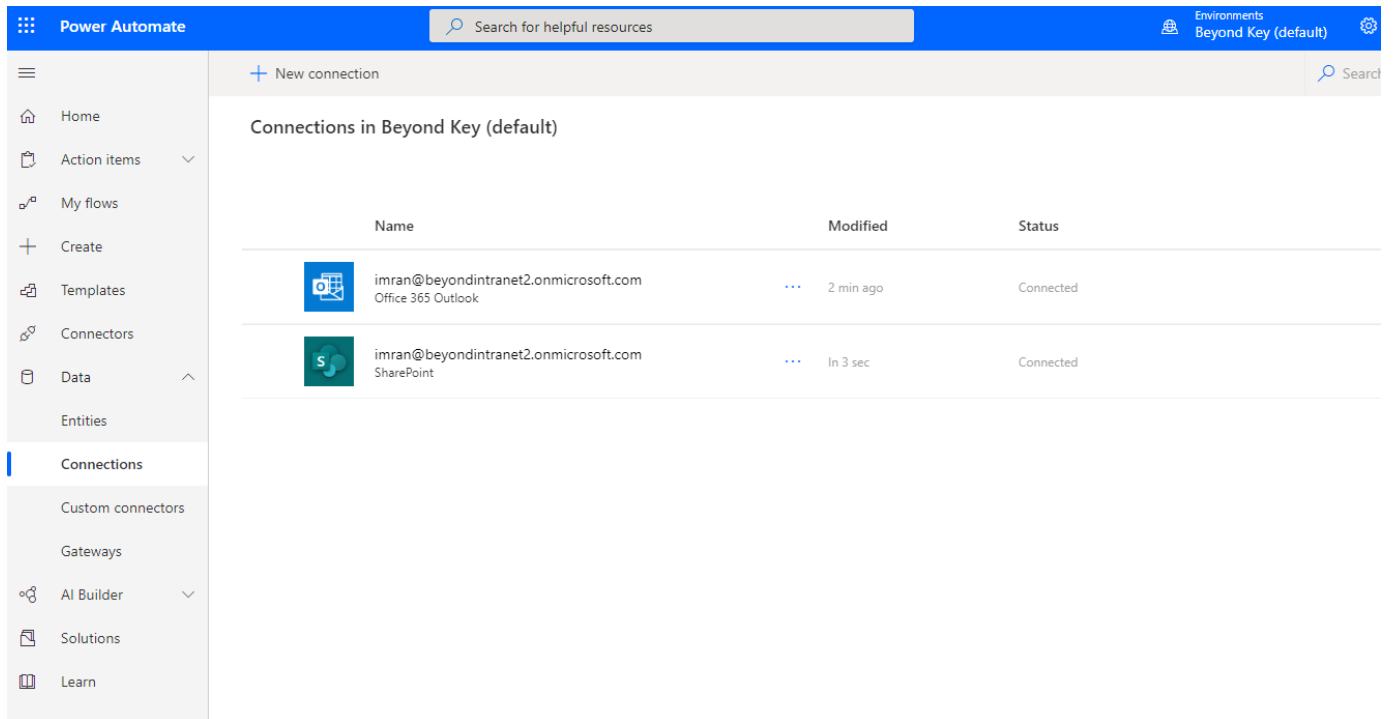 Power Automate
Search for helpful resources
Environments
Beyond Key (default)
New connection
Search
Home
Action items
My flows
Create
Templates
Connectors
Data
Entities
Connections
Custom connectors
Gateways
AI Builder
Solutions
Learn
Connections in Beyond Key (default)
Name Modified Status
imran@beyondintranet2.onmicrosoft.com ... 2 min ago Connected
Office 365 Outlook
imran@beyondintranet2.onmicrosoft.com ... In 3 sec Connected
SharePoint